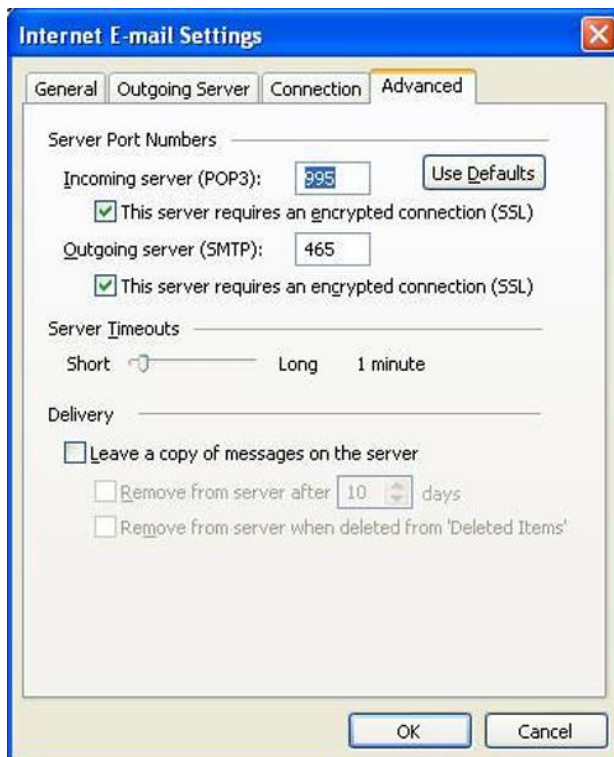 Internet E-mail Settings
General Outgoing Server Connection Advanced
Server Port Numbers
Incoming server (POP3): 995 Use Defaults
This server requires an encrypted connection (SSL)
Outgoing server (SMTP): 465
This server requires an encrypted connection (SSL)
Server Timeouts
Short Long 1 minute
Delivery
Leave a copy of messages on the server
Remove from server after 10 days
Remove from server when deleted from 'Deleted Items'
OK Cancel